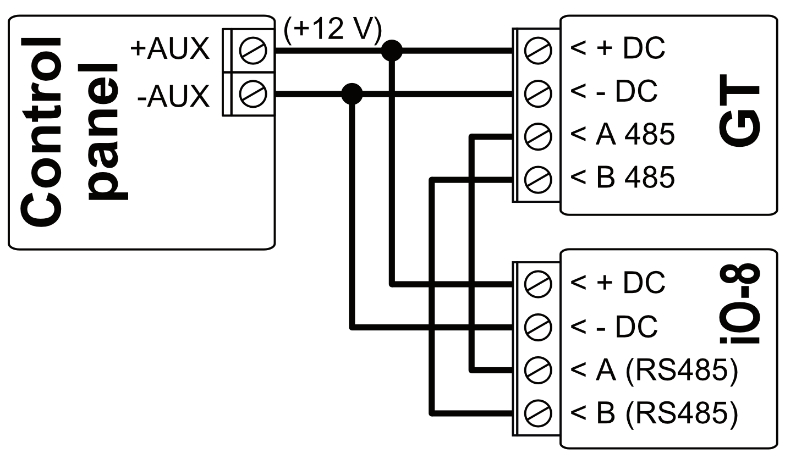 Control
panel
+AUX
-AUX
(+12 V)
< + DC
< - DC
< A 485
< B 485
GT
< + DC
< - DC
< A (RS485)
< B (RS485)
iO-8